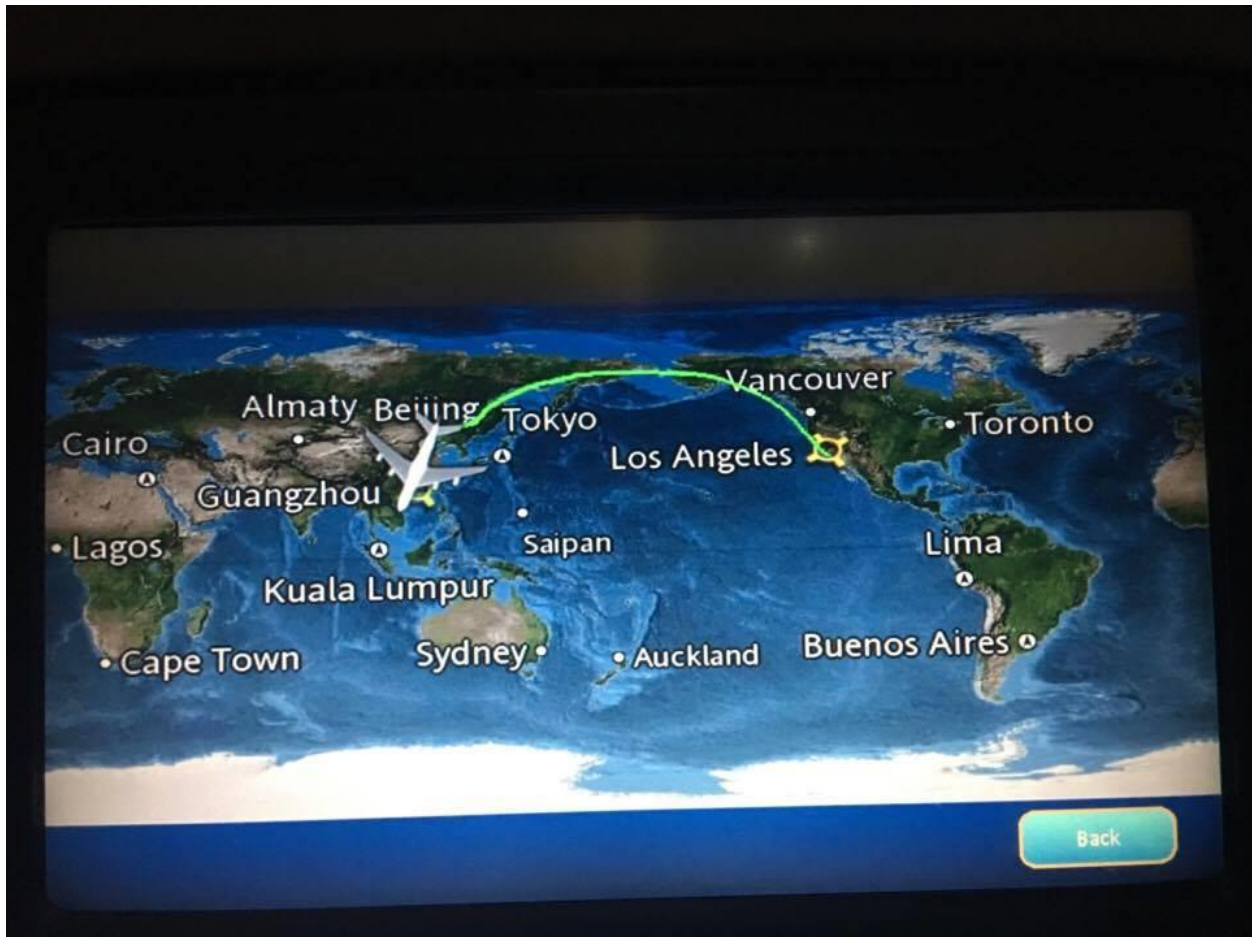 Vancouver
Almaty
Beijing
Tokyo
Toronto
Cairo
Los Angeles
Guangzhou
Lagos
Saipan
Lima
Kuala Lumpur
Sydney
Auckland
Buenos Aires
Cape Town
Back